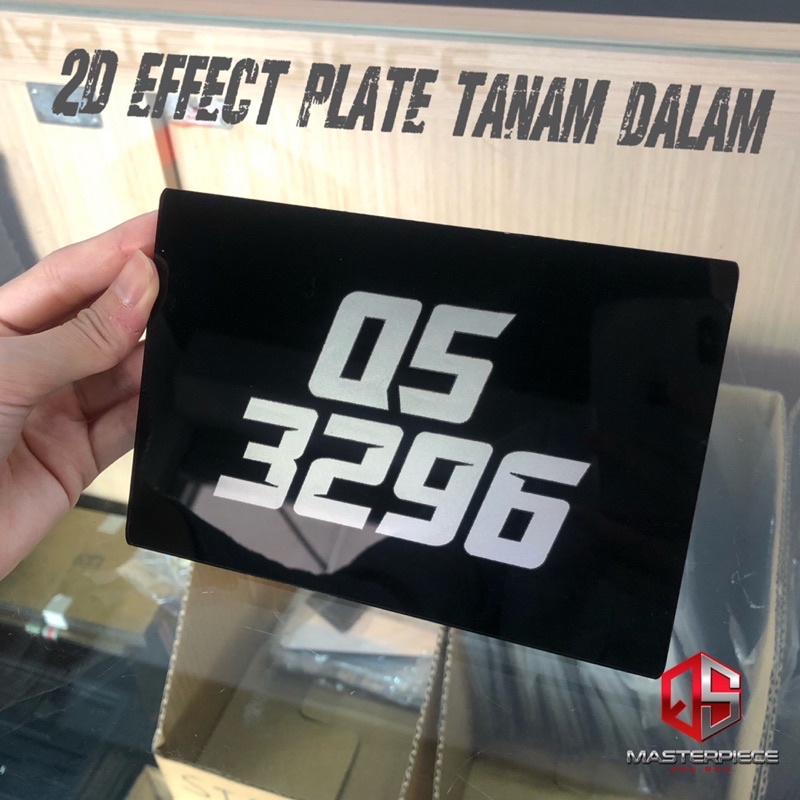 2D EFFECT PLATE TANAM DALAM
QS
3296
QS
MASTERPIECE